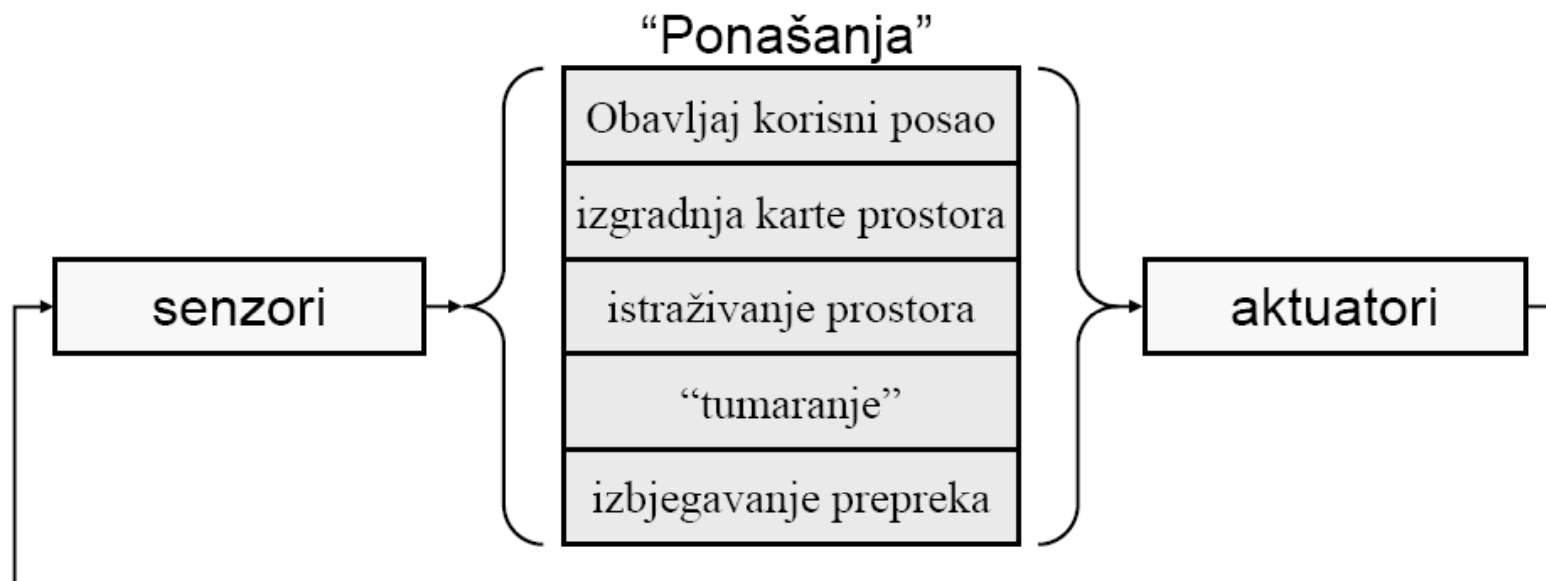 “Ponašanja”
Obavljaj korisni posao
izgradnja karte prostora
senzori
istraživanje prostora
aktuatori
“tumaranje”
izbjegavanje prepreka